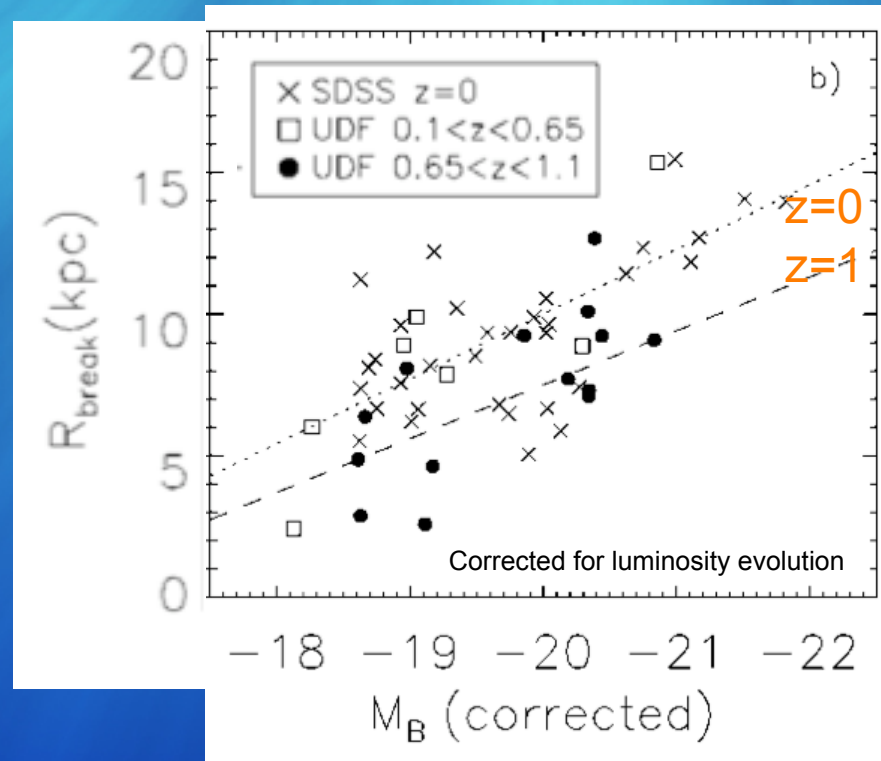 20
15
10
5
0
R_break (kpc)
× SDSS z=0
□ UDF 0.1<z<0.65
● UDF 0.65<z<1.1
b)
z=0
z=1
Corrected for luminosity evolution
−18 −19 −20 −21 −22
M_B (corrected)